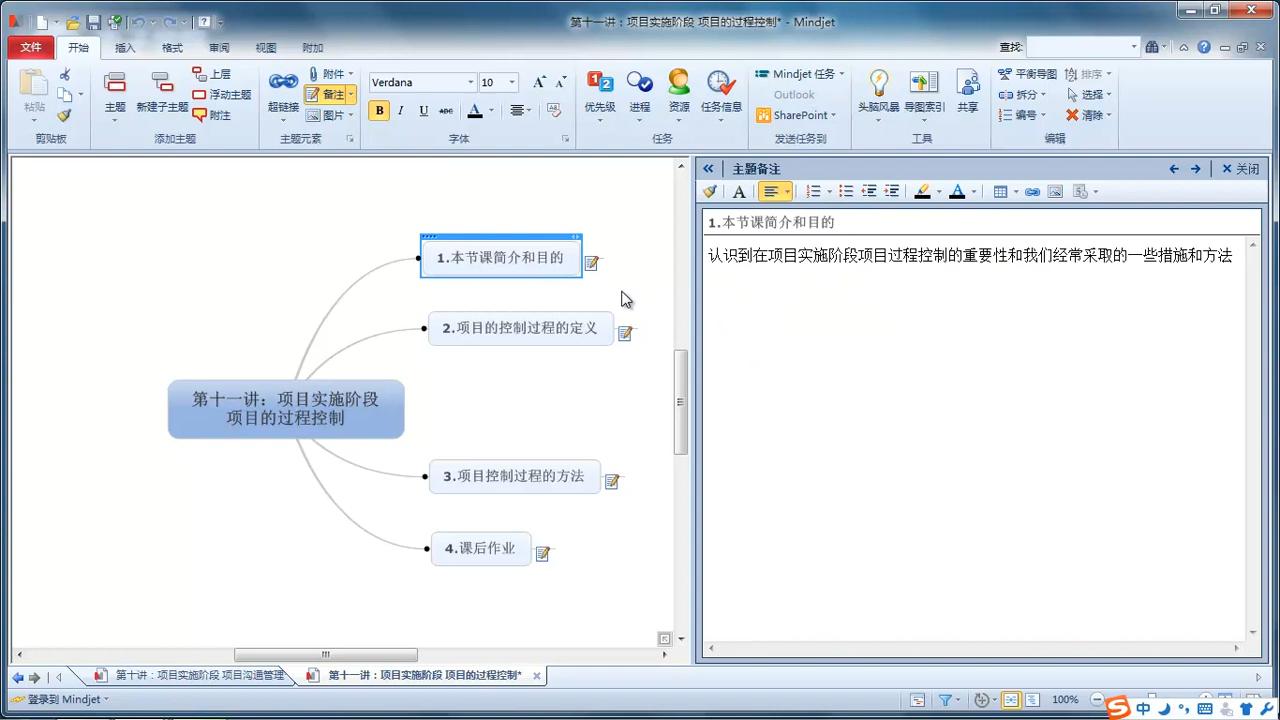 第十一讲：项目实施阶段 项目的过程控制* - Mindjet
文件 开始 插入 格式 审阅 视图 附加 查找:
粘贴
剪贴板
主题
新建子主题
上层
浮动主题
附注
添加主题
超链接
附件
备注
图片
主题元素
Verdana 10
B I U abc A
字体
优先级
进程
资源
任务信息
任务
Mindjet 任务
Outlook
SharePoint
发送任务到
头脑风暴
导图索引
共享
工具
平衡导图
拆分
编号
排序
选择
清除
编辑
1.本节课简介和目的
2.项目的控制过程的定义
第十一讲：项目实施阶段
项目的过程控制
3.项目控制过程的方法
4.课后作业
主题备注
关闭
1.本节课简介和目的
认识到在项目实施阶段项目过程控制的重要性和我们经常采取的一些措施和方法
第十讲：项目实施阶段 项目沟通管理
第十一讲：项目实施阶段 项目的过程控制*
登录到 Mindjet
100%
中